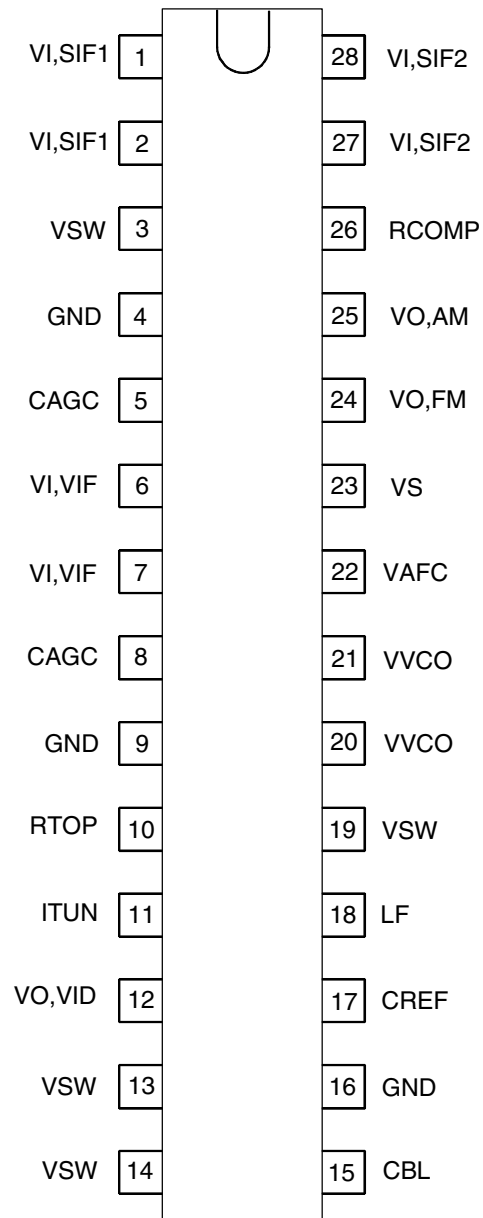 VI,SIF1 1 28 VI,SIF2
VI,SIF1 2 27 VI,SIF2
VSW 3 26 RCOMP
GND 4 25 VO,AM
CAGC 5 24 VO,FM
VI,VIF 6 23 VS
VI,VIF 7 22 VAFC
CAGC 8 21 VVCO
GND 9 20 VVCO
RTOP 10 19 VSW
ITUN 11 18 LF
VO,VID 12 17 CREF
VSW 13 16 GND
VSW 14 15 CBL